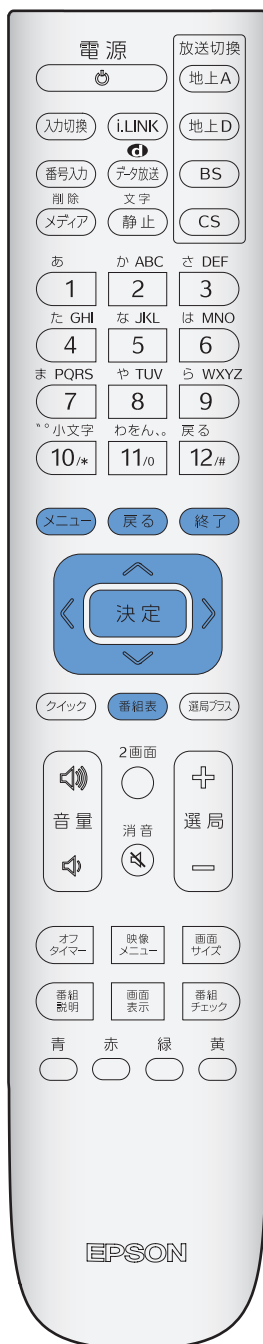 電源
放送切換
地上A
入力切換 i.LINK 地上D
d
番号入力 データ放送 BS
削除 文字
メディア 静止 CS
あ か ABC さ DEF
1 2 3
た GHI な JKL は MNO
4 5 6
ま PQRS や TUV ら WXYZ
7 8 9
゛゜小文字 わをん、。 戻る
10/* 11/0 12/#
メニュー 戻る 終了
決定
クイック 番組表 選局プラス
2画面
音量 選局
消音
オフタイマー 映像メニュー 画面サイズ
番組説明 画面表示 番組チェック
青 赤 緑 黄
EPSON